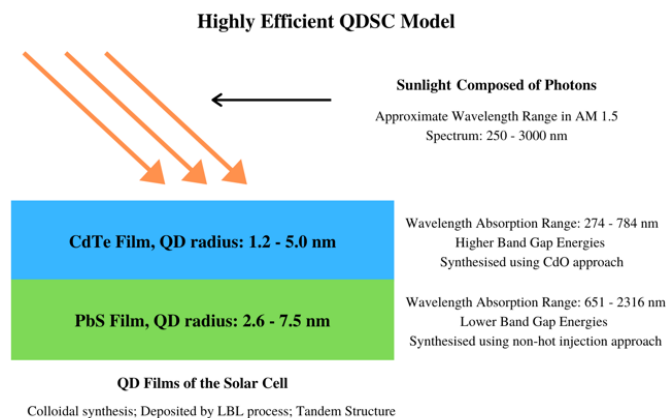 Highly Efficient QDSC Model
Sunlight Composed of Photons
Approximate Wavelength Range in AM 1.5
Spectrum: 250 - 3000 nm
CdTe Film, QD radius: 1.2 - 5.0 nm
Wavelength Absorption Range: 274 - 784 nm
Higher Band Gap Energies
Synthesised using CdO approach
PbS Film, QD radius: 2.6 - 7.5 nm
Wavelength Absorption Range: 651 - 2316 nm
Lower Band Gap Energies
Synthesised using non-hot injection approach
QD Films of the Solar Cell
Colloidal synthesis; Deposited by LBL process; Tandem Structure